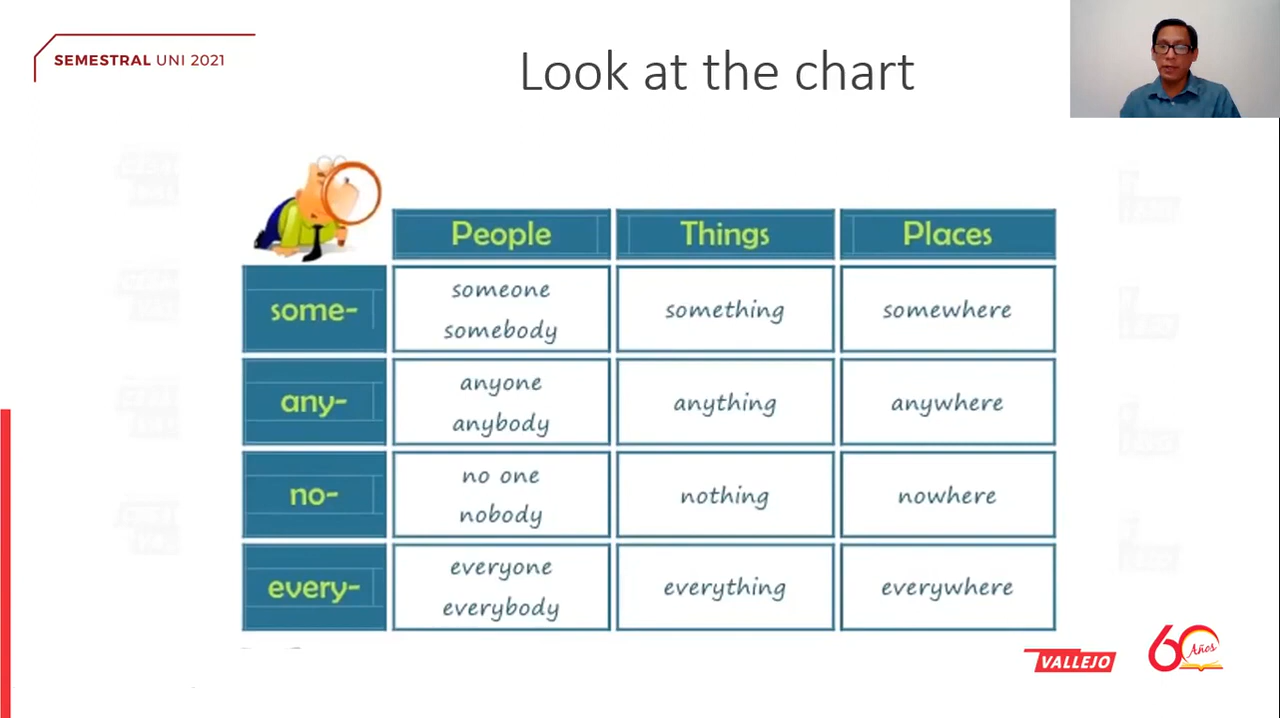 SEMESTRAL UNI 2021
Look at the chart
People Things Places
some-
someone
somebody
something
somewhere
any-
anyone
anybody
anything
anywhere
no-
no one
nobody
nothing
nowhere
every-
everyone
everybody
everything
everywhere
VALLEJO
60 Años